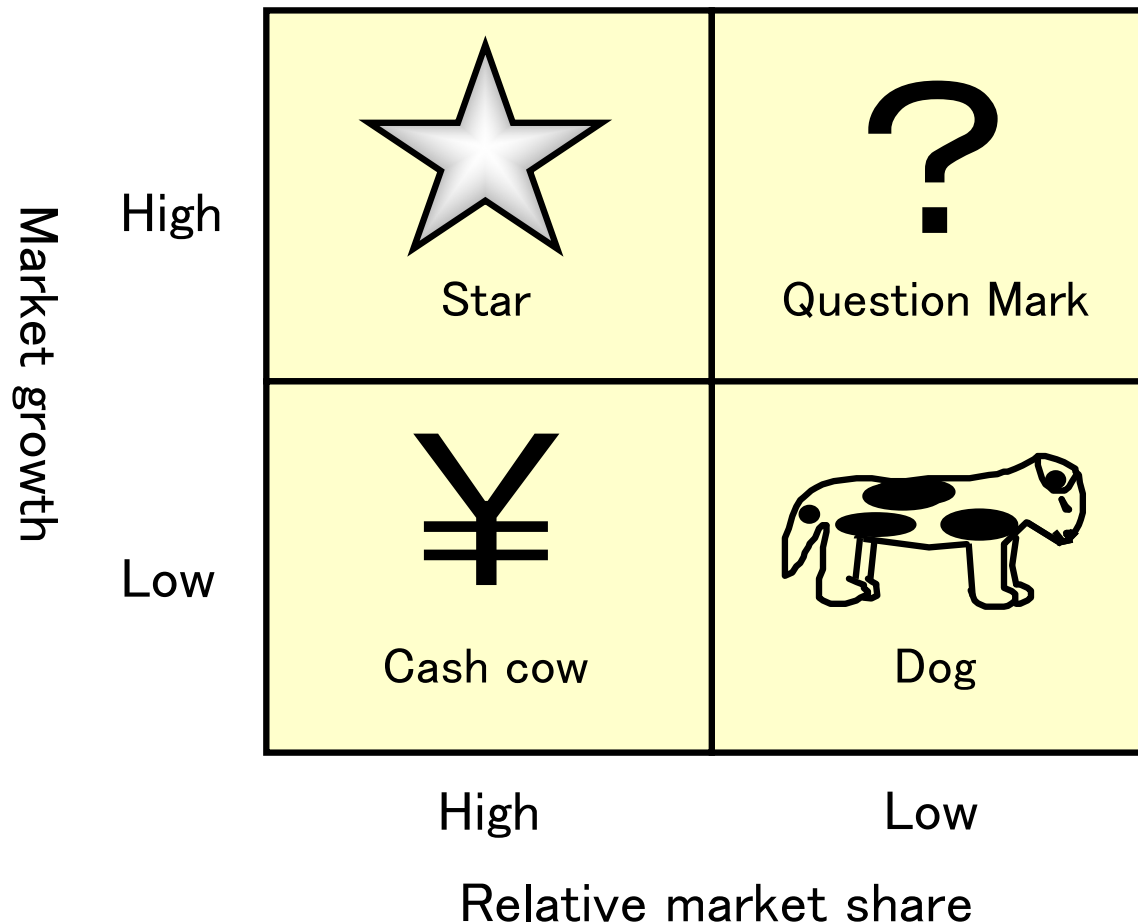 Market growth
High
?
Star
Question Mark
Low
¥
Cash cow
Dog
High
Low
Relative market share